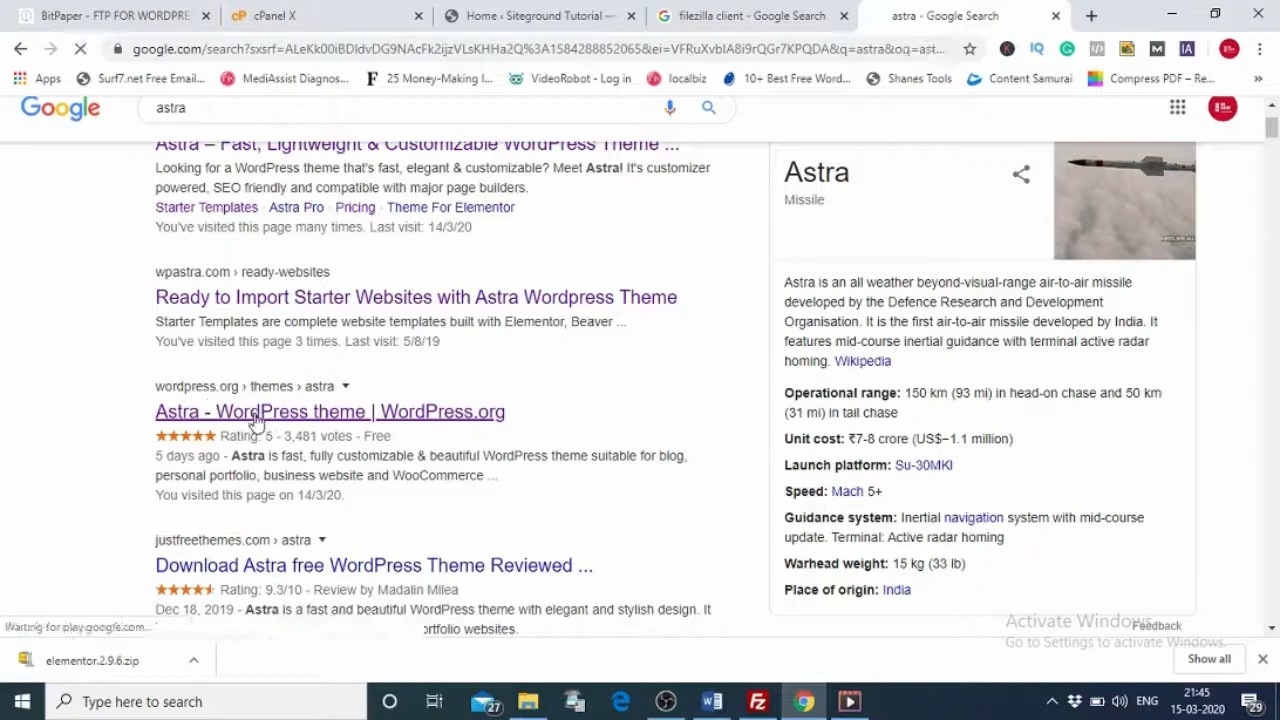 BitPaper - FTP FOR WORDPRE
cPanel X
Home ‹ Siteground Tutorial —
filezilla client - Google Search
astra - Google Search
google.com/search?sxsrf=ALeKk00iBDldvDG9NAcFk2ijzVLsKHHa2Q%3A1584288852065&ei=VFRuXvblA8i9rQGr7KPQDA&q=astra&oq=ast...
Apps
Surf7.net Free Email...
MediAssist Diagnos...
25 Money-Making I...
VideoRobot - Log in
localbiz
10+ Best Free Word...
Shanes Tools
Content Samurai
Compress PDF – Re...
»
Google
astra
Astra – Fast, Lightweight & Customizable WordPress Theme ...
Looking for a WordPress theme that's fast, elegant & customizable? Meet Astra! It's customizer
powered, SEO friendly and compatible with major page builders.
Starter Templates · Astra Pro · Pricing · Theme For Elementor
You've visited this page many times. Last visit: 14/3/20
wpastra.com › ready-websites
Ready to Import Starter Websites with Astra Wordpress Theme
Starter Templates are complete website templates built with Elementor, Beaver ...
You've visited this page 3 times. Last visit: 5/8/19
wordpress.org › themes › astra
Astra - WordPress theme | WordPress.org
Rating: 5 - 3,481 votes - Free
5 days ago - Astra is fast, fully customizable & beautiful WordPress theme suitable for blog,
personal portfolio, business website and WooCommerce ...
You visited this page on 14/3/20.
justfreethemes.com › astra
Download Astra free WordPress Theme Reviewed ...
Rating: 9.3/10 - Review by Madalin Milea
Dec 18, 2019 - Astra is a fast and beautiful WordPress theme with elegant and stylish design. It
ortfolio websites.
Astra
Missile
Astra is an all weather beyond-visual-range air-to-air missile
developed by the Defence Research and Development
Organisation. It is the first air-to-air missile developed by India. It
features mid-course inertial guidance with terminal active radar
homing. Wikipedia
Operational range: 150 km (93 mi) in head-on chase and 50 km
(31 mi) in tail chase
Unit cost: ₹7-8 crore (US$−1.1 million)
Launch platform: Su-30MKI
Speed: Mach 5+
Guidance system: Inertial navigation system with mid-course
update. Terminal: Active radar homing
Warhead weight: 15 kg (33 lb)
Place of origin: India
Feedback
Activate Windows
Go to Settings to activate Windows.
Waiting for play.google.com...
elementor.2.9.6.zip
Show all
Type here to search
27
ENG
21:45
15-03-2020
29